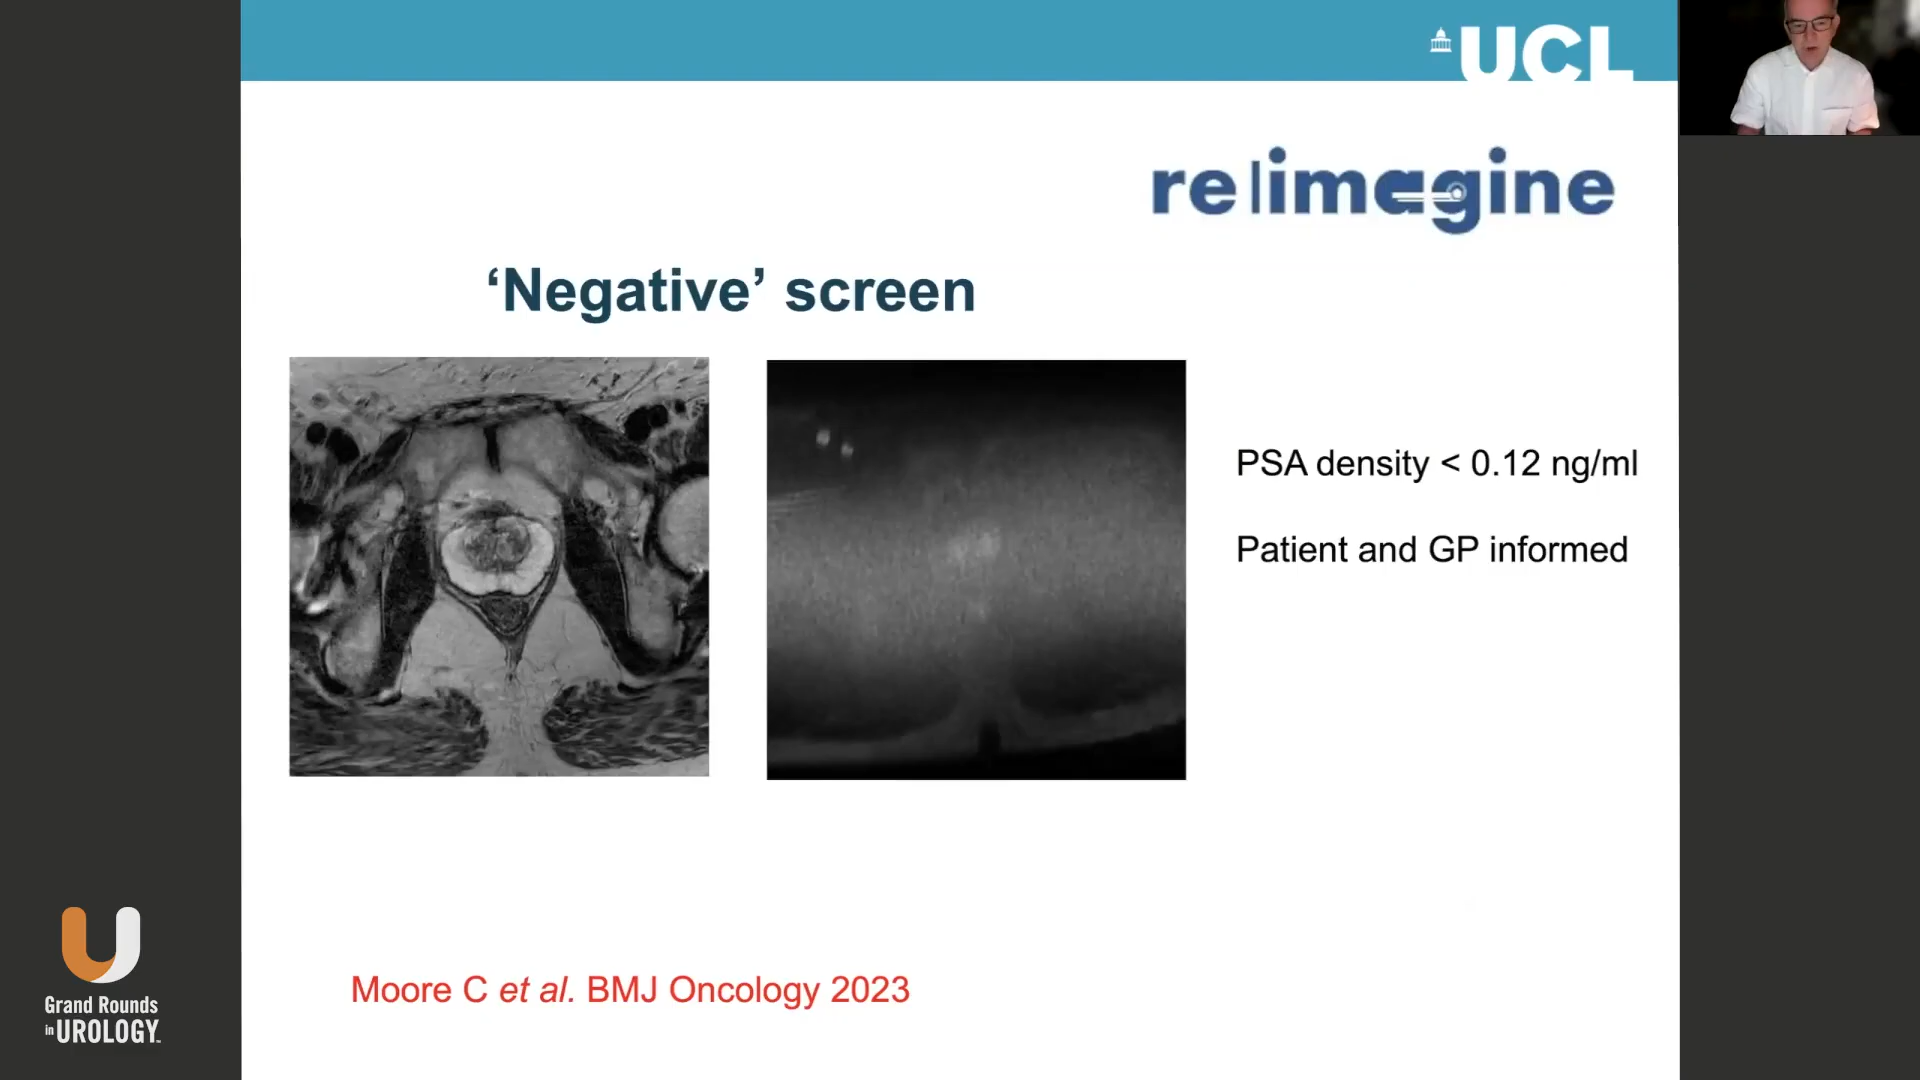 UCL
re|imagine
‘Negative’ screen
PSA density < 0.12 ng/ml
Patient and GP informed
Moore C et al. BMJ Oncology 2023
Grand Rounds
in UROLOGY™